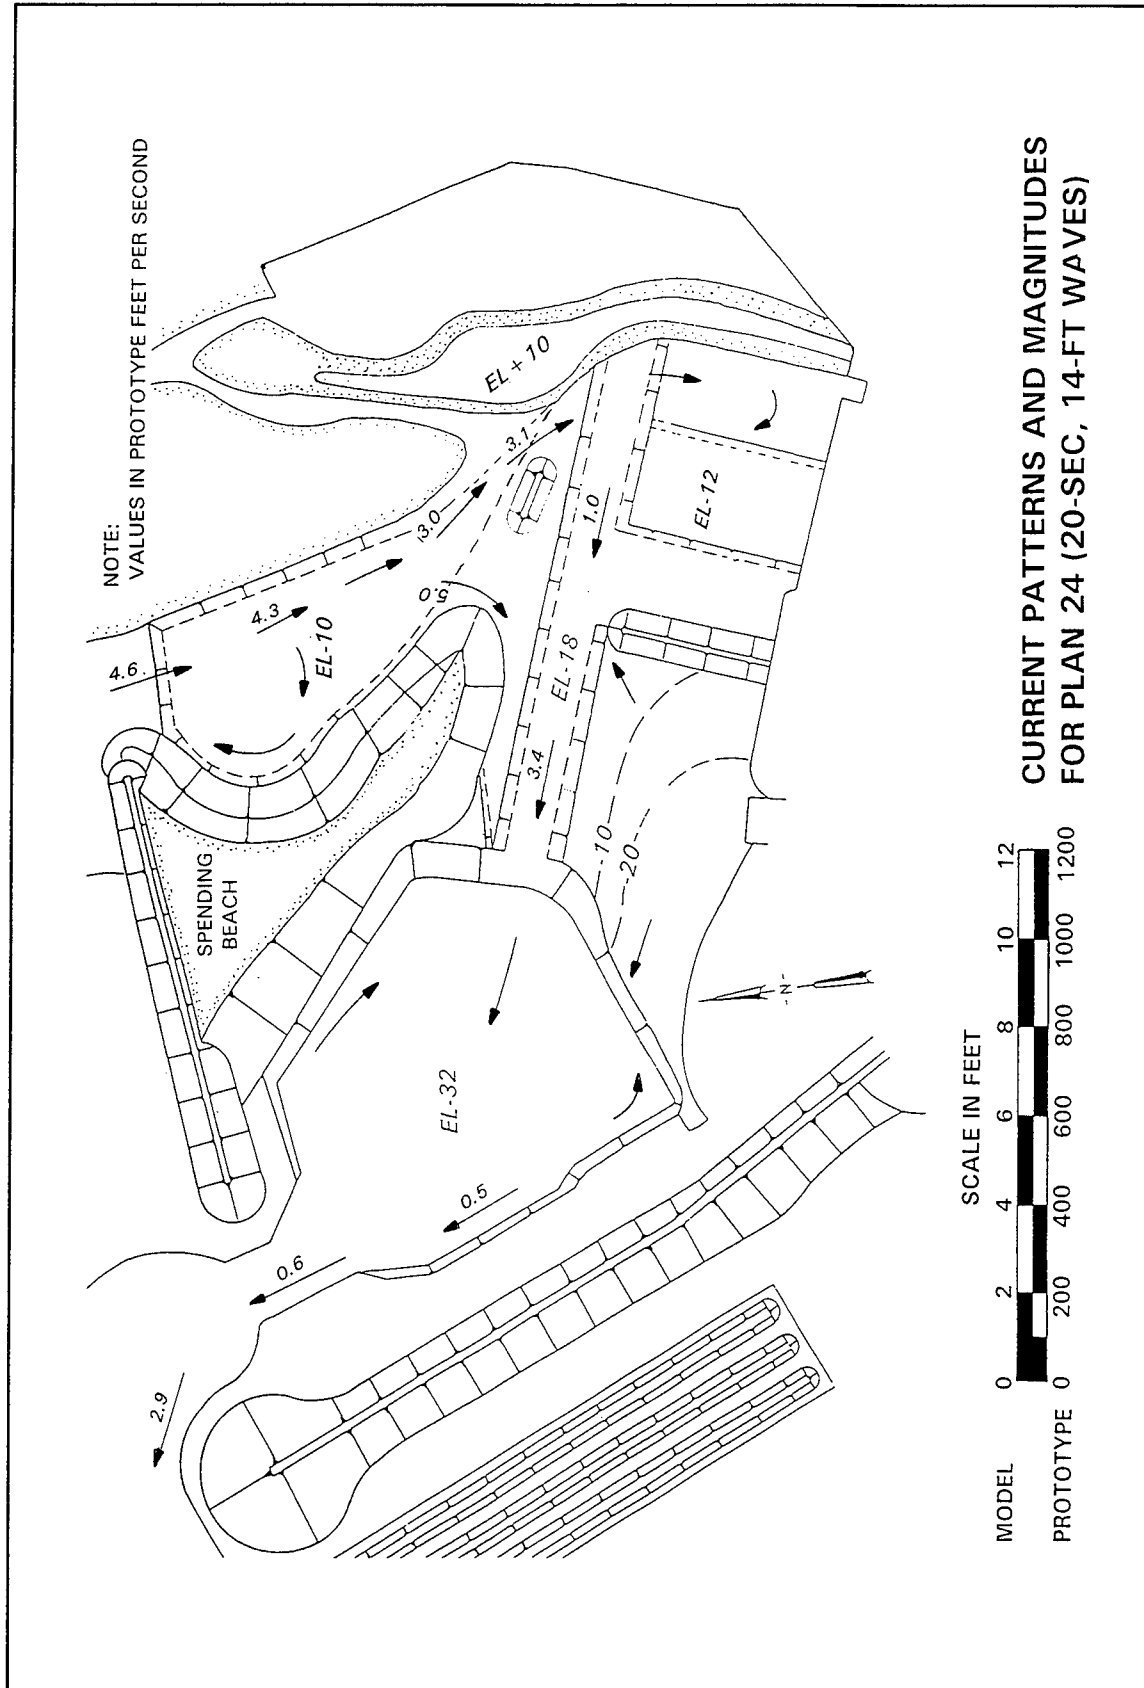 NOTE:
VALUES IN PROTOTYPE FEET PER SECOND
4.6
4.3
EL-10
3.0
3.1
EL + 10
5.0
SPENDING
BEACH
1.0
EL-12
EL-18
3.4
-10
-20
EL-32
0.5
0.6
2.9
-N-
CURRENT PATTERNS AND MAGNITUDES
FOR PLAN 24 (20-SEC, 14-FT WAVES)
SCALE IN FEET
MODEL 0 2 4 6 8 10 12
PROTOTYPE 0 200 400 600 800 1000 1200